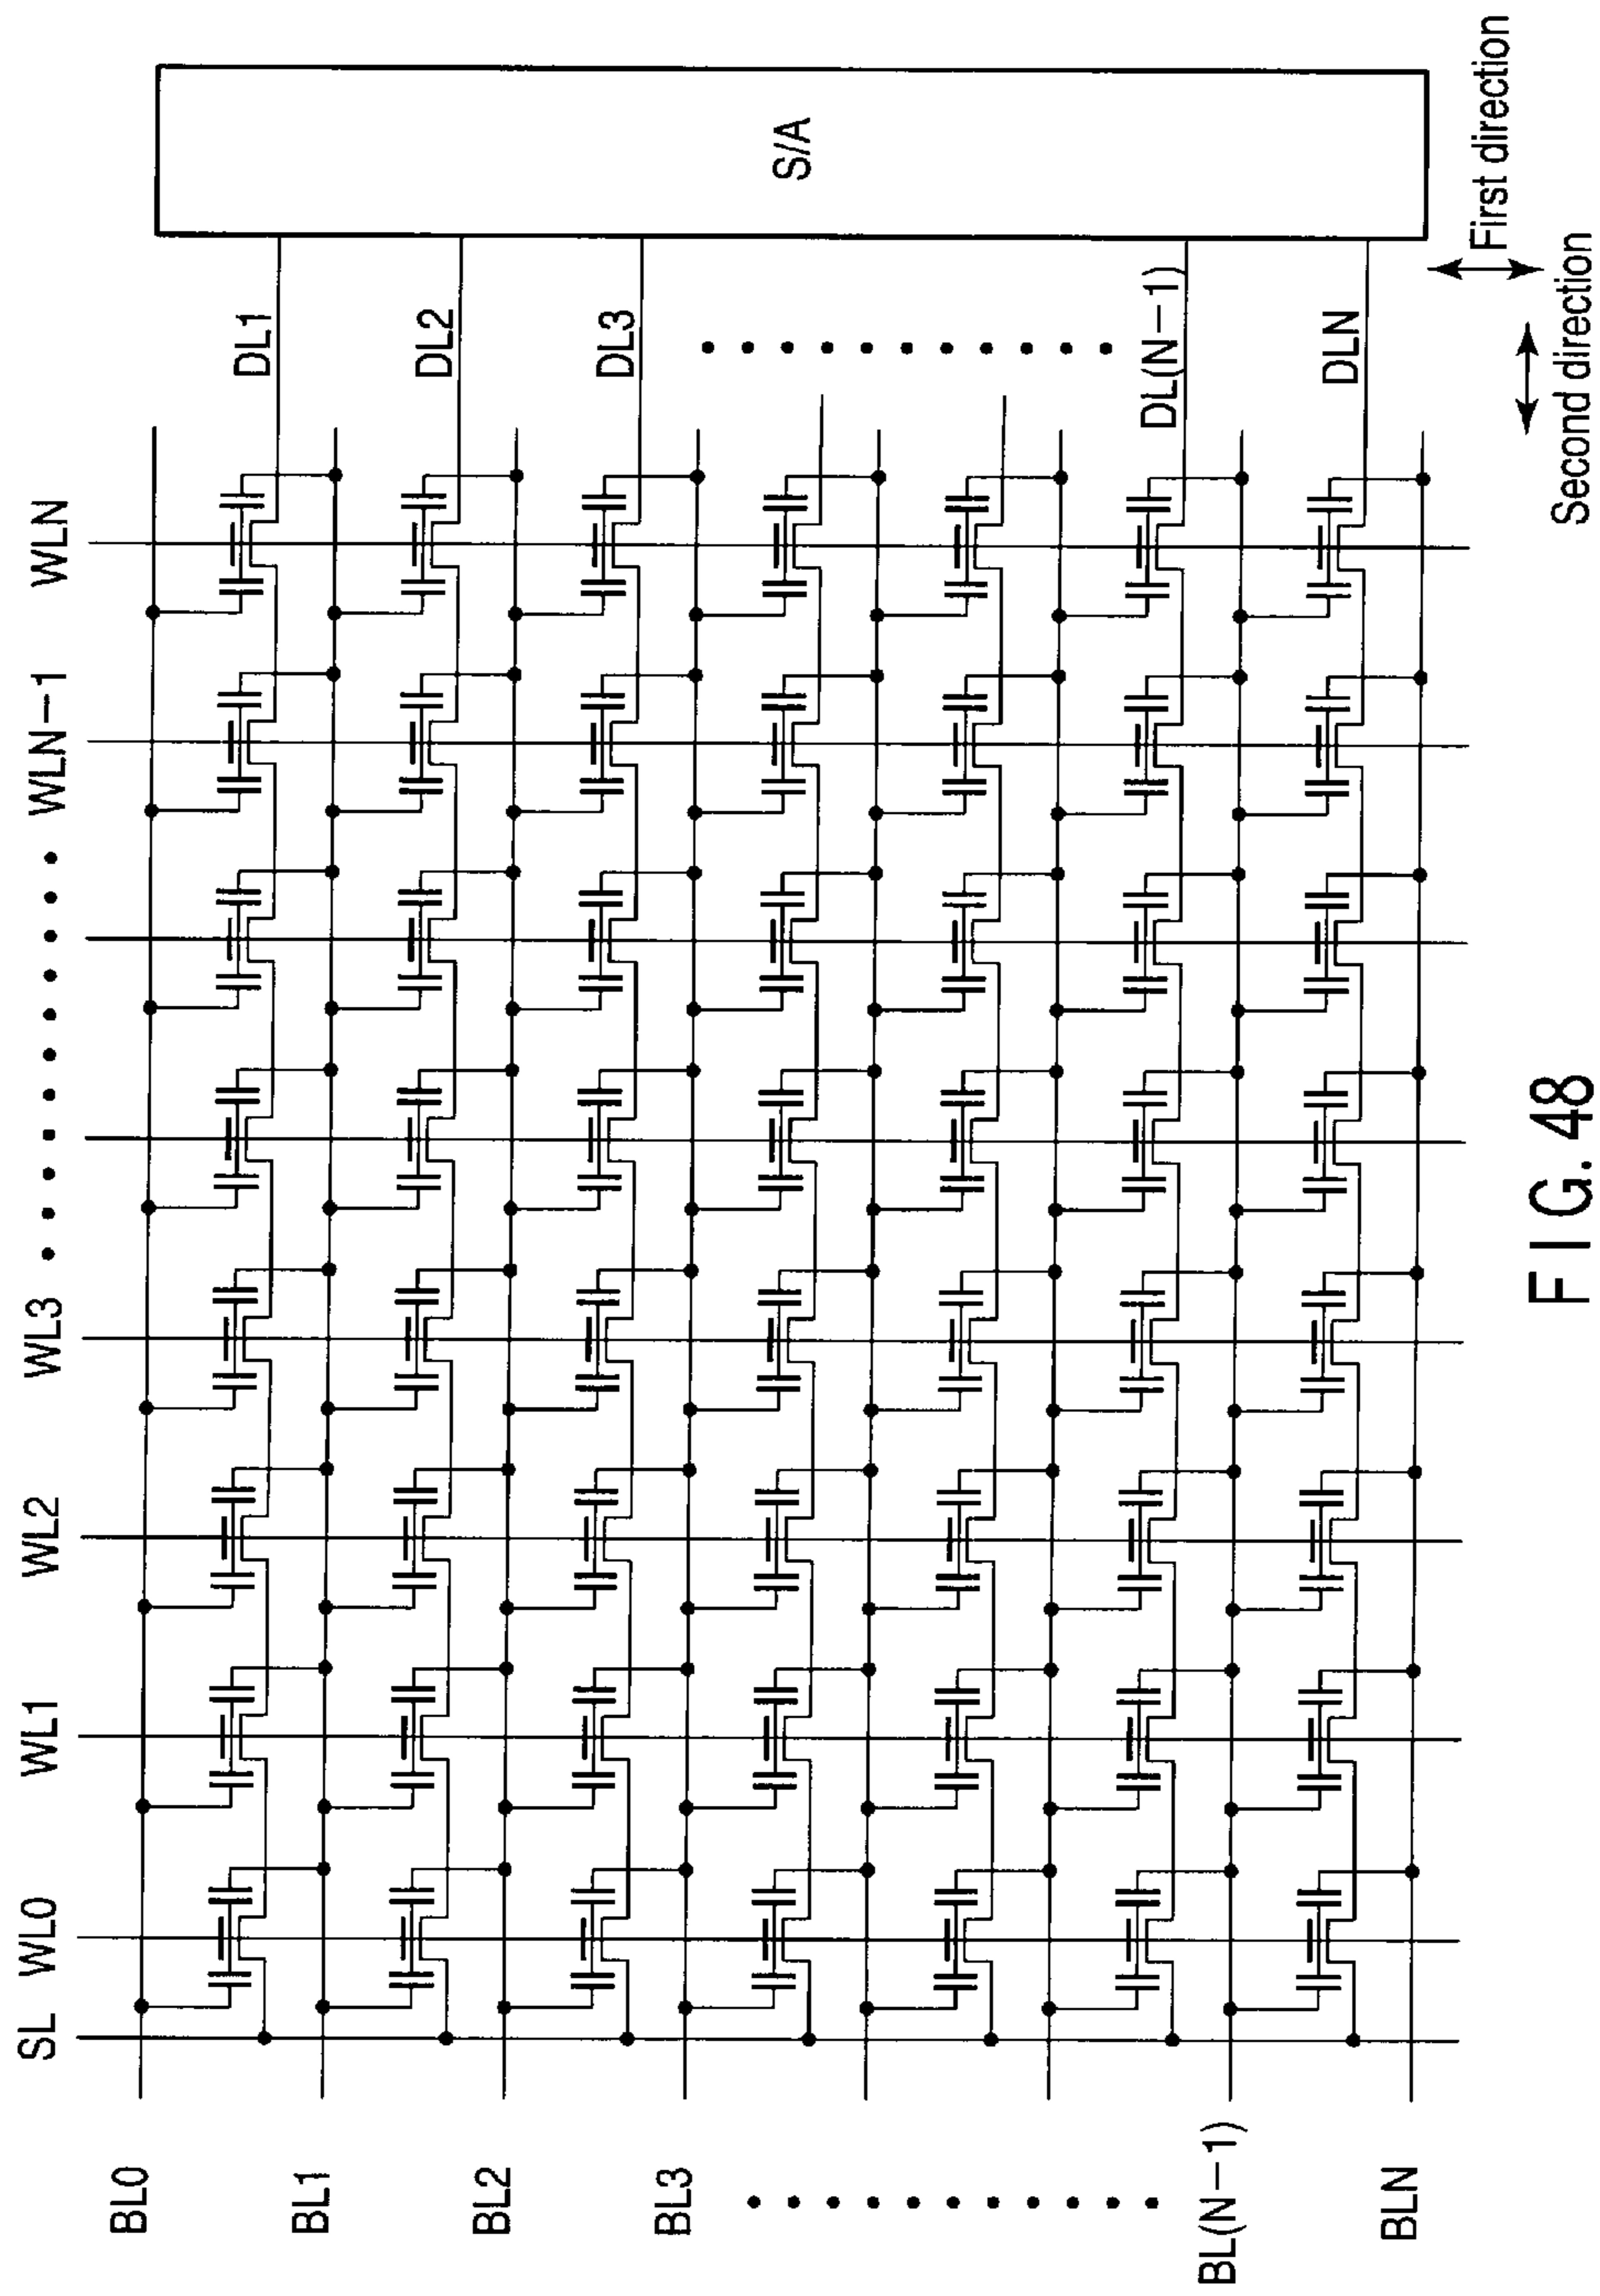 SL WL0 WL1 WL2 WL3 WLN-1 WLN
BL0
BL1
BL2
BL3
BL(N-1)
BLN
DL1
DL2
DL3
DL(N-1)
DLN
S/A
First direction
Second direction
FIG. 48